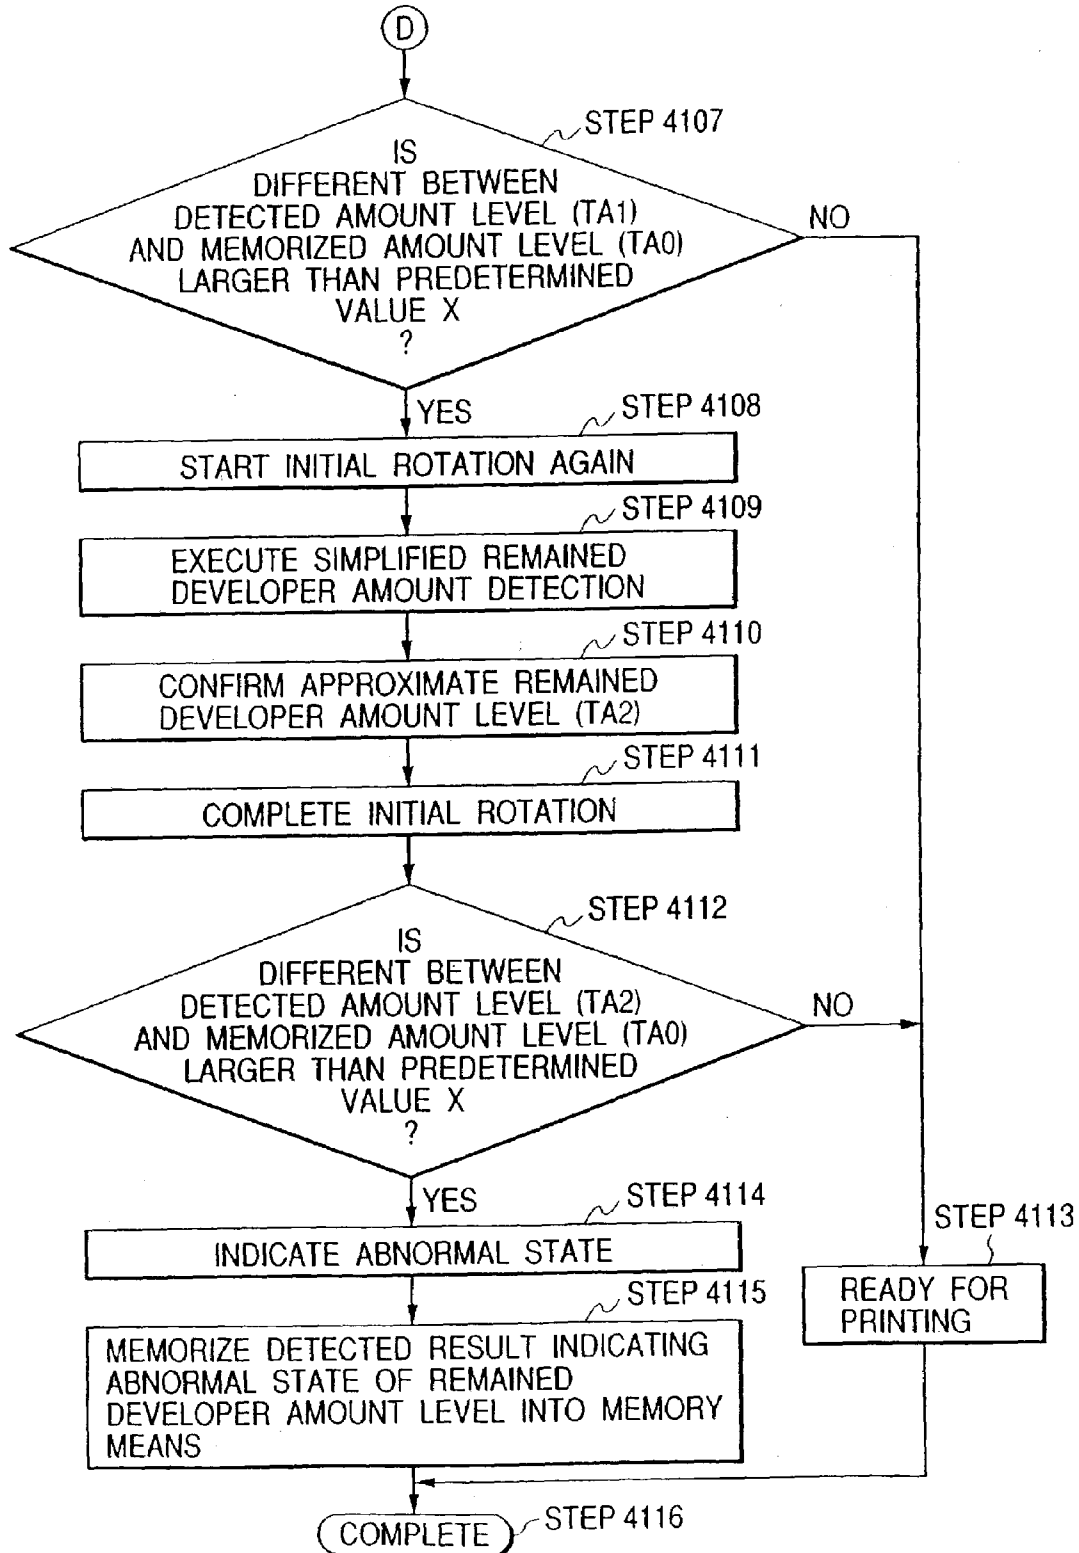 D
STEP 4107
IS
DIFFERENT BETWEEN
DETECTED AMOUNT LEVEL (TA1)
AND MEMORIZED AMOUNT LEVEL (TA0)
LARGER THAN PREDETERMINED
VALUE X
?
NO
YES
STEP 4108
START INITIAL ROTATION AGAIN
STEP 4109
EXECUTE SIMPLIFIED REMAINED
DEVELOPER AMOUNT DETECTION
STEP 4110
CONFIRM APPROXIMATE REMAINED
DEVELOPER AMOUNT LEVEL (TA2)
STEP 4111
COMPLETE INITIAL ROTATION
STEP 4112
IS
DIFFERENT BETWEEN
DETECTED AMOUNT LEVEL (TA2)
AND MEMORIZED AMOUNT LEVEL (TA0)
LARGER THAN PREDETERMINED
VALUE X
?
NO
YES
STEP 4114
INDICATE ABNORMAL STATE
STEP 4113
READY FOR
PRINTING
STEP 4115
MEMORIZE DETECTED RESULT INDICATING
ABNORMAL STATE OF REMAINED
DEVELOPER AMOUNT LEVEL INTO MEMORY
MEANS
COMPLETE
STEP 4116